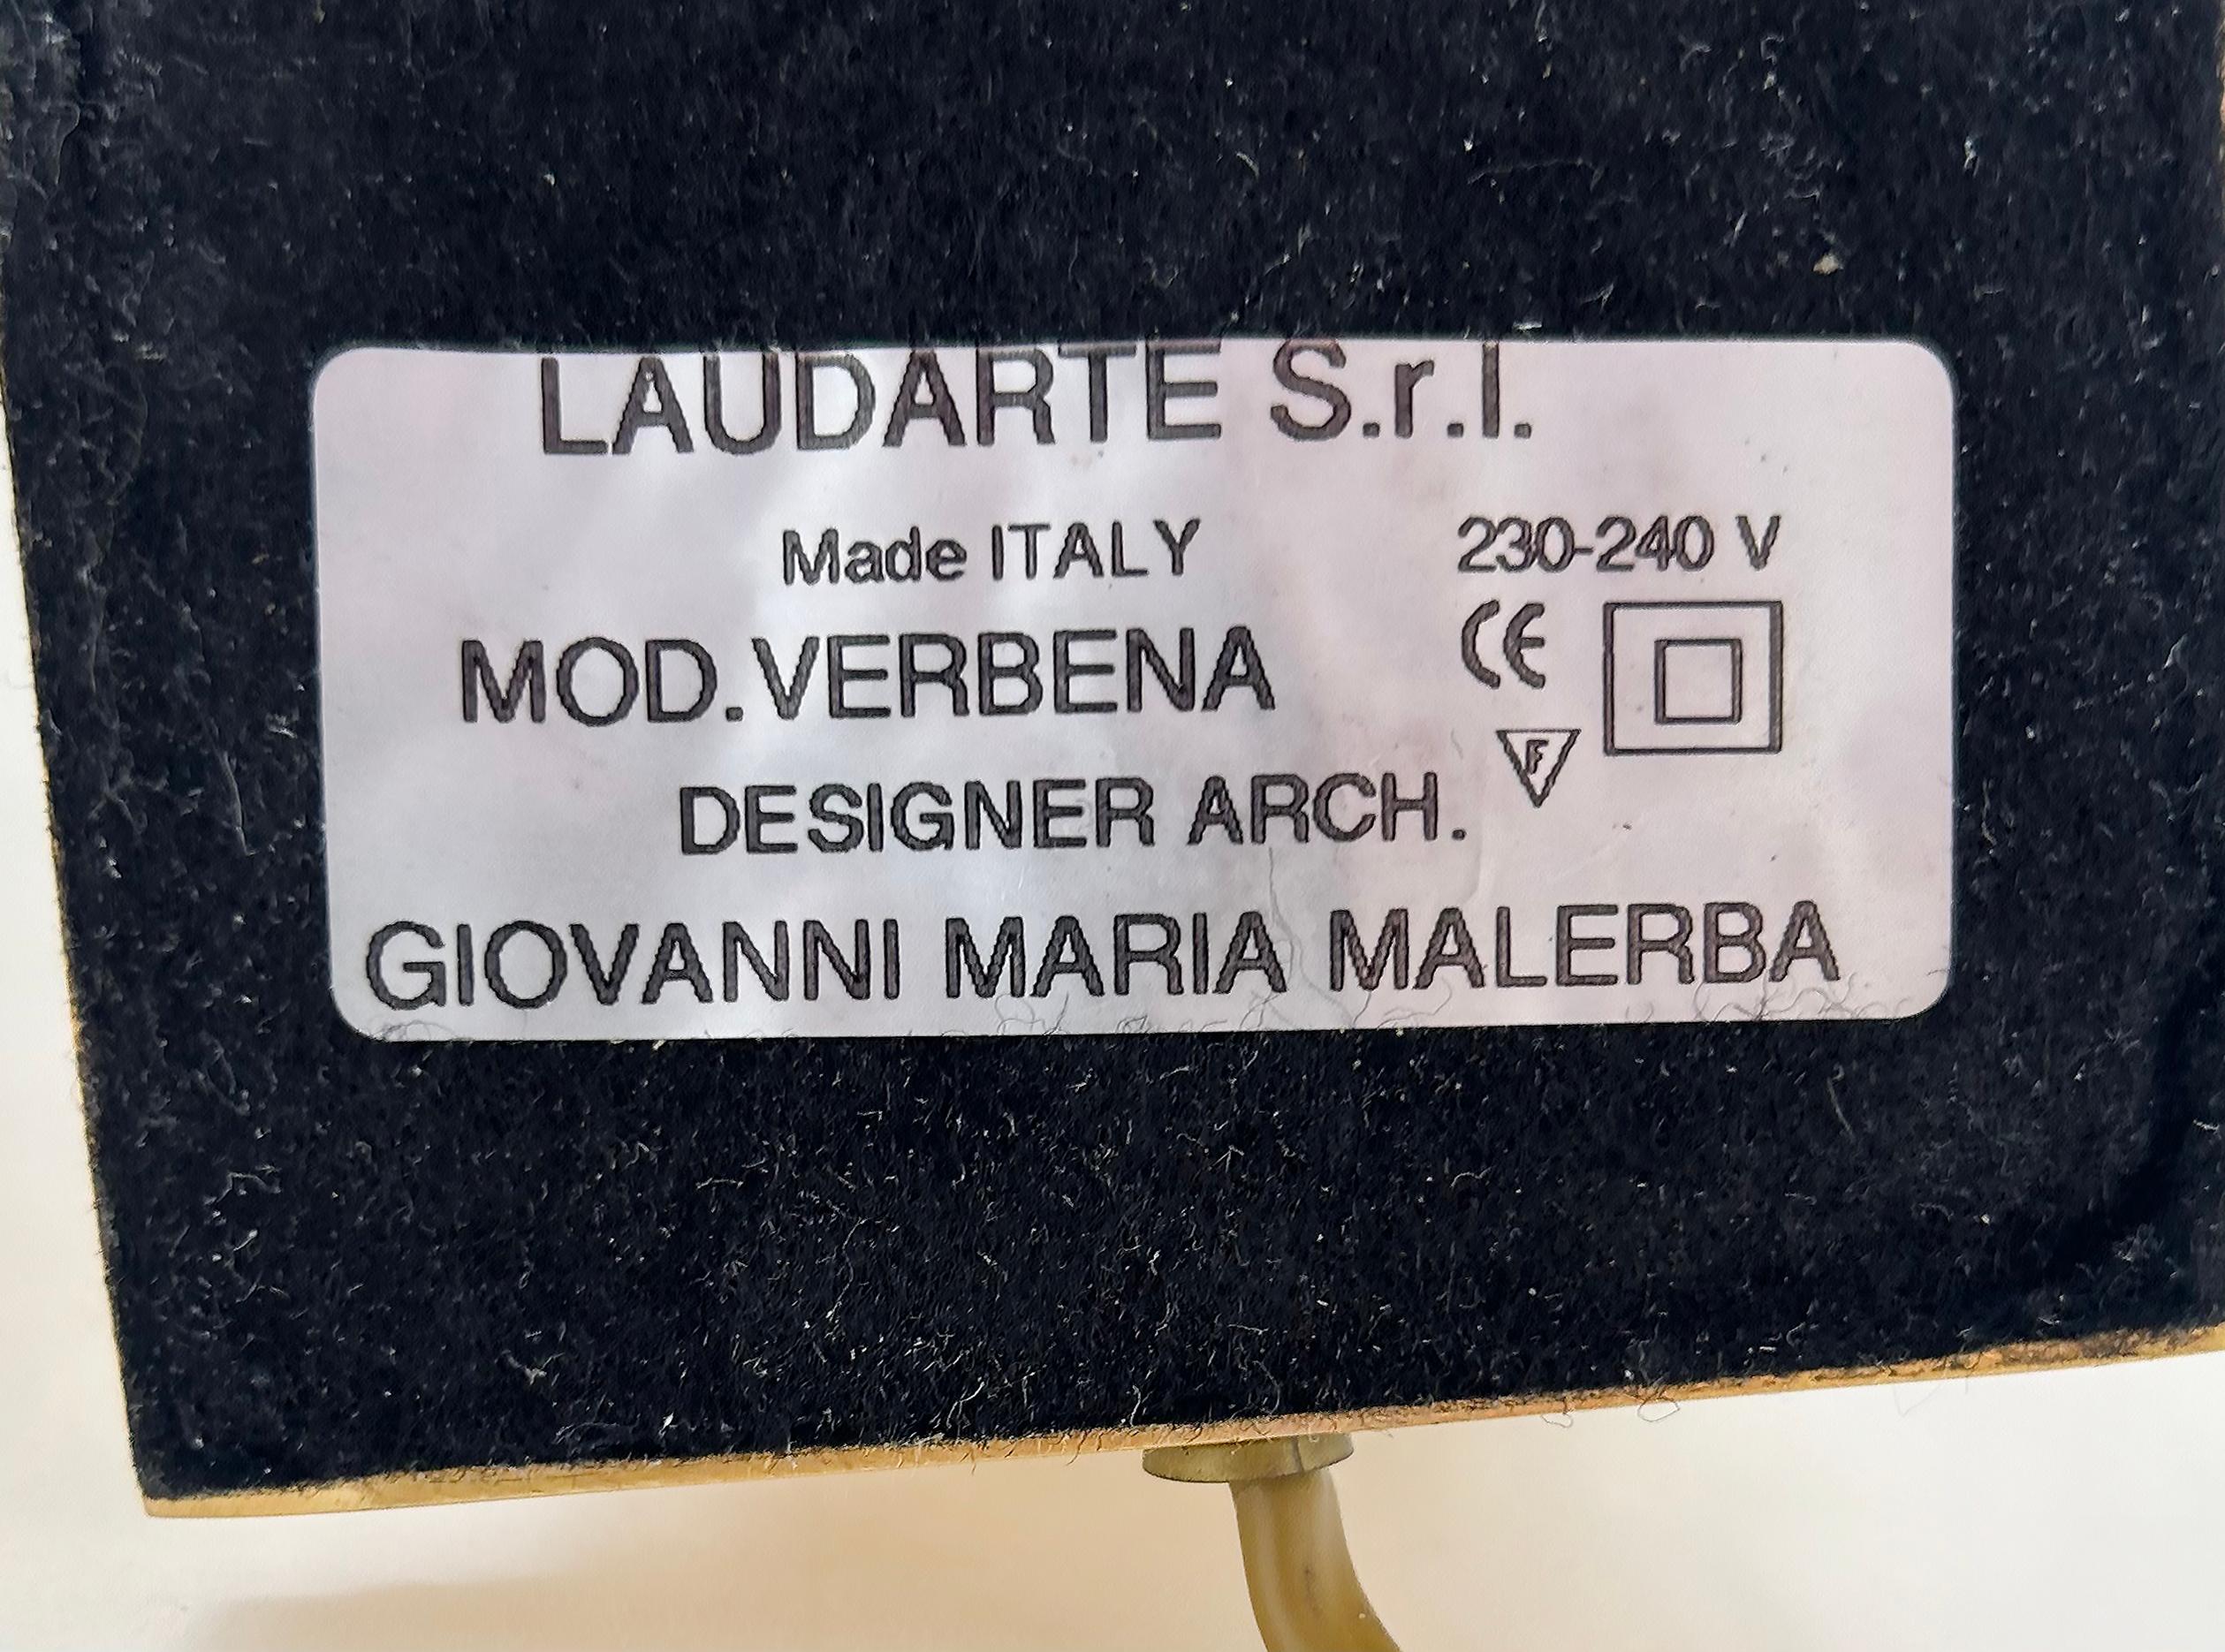 LAUDARTE S.r.l.
Made ITALY 230-240 V
MOD.VERBENA CE
F
DESIGNER ARCH.
GIOVANNI MARIA MALERBA